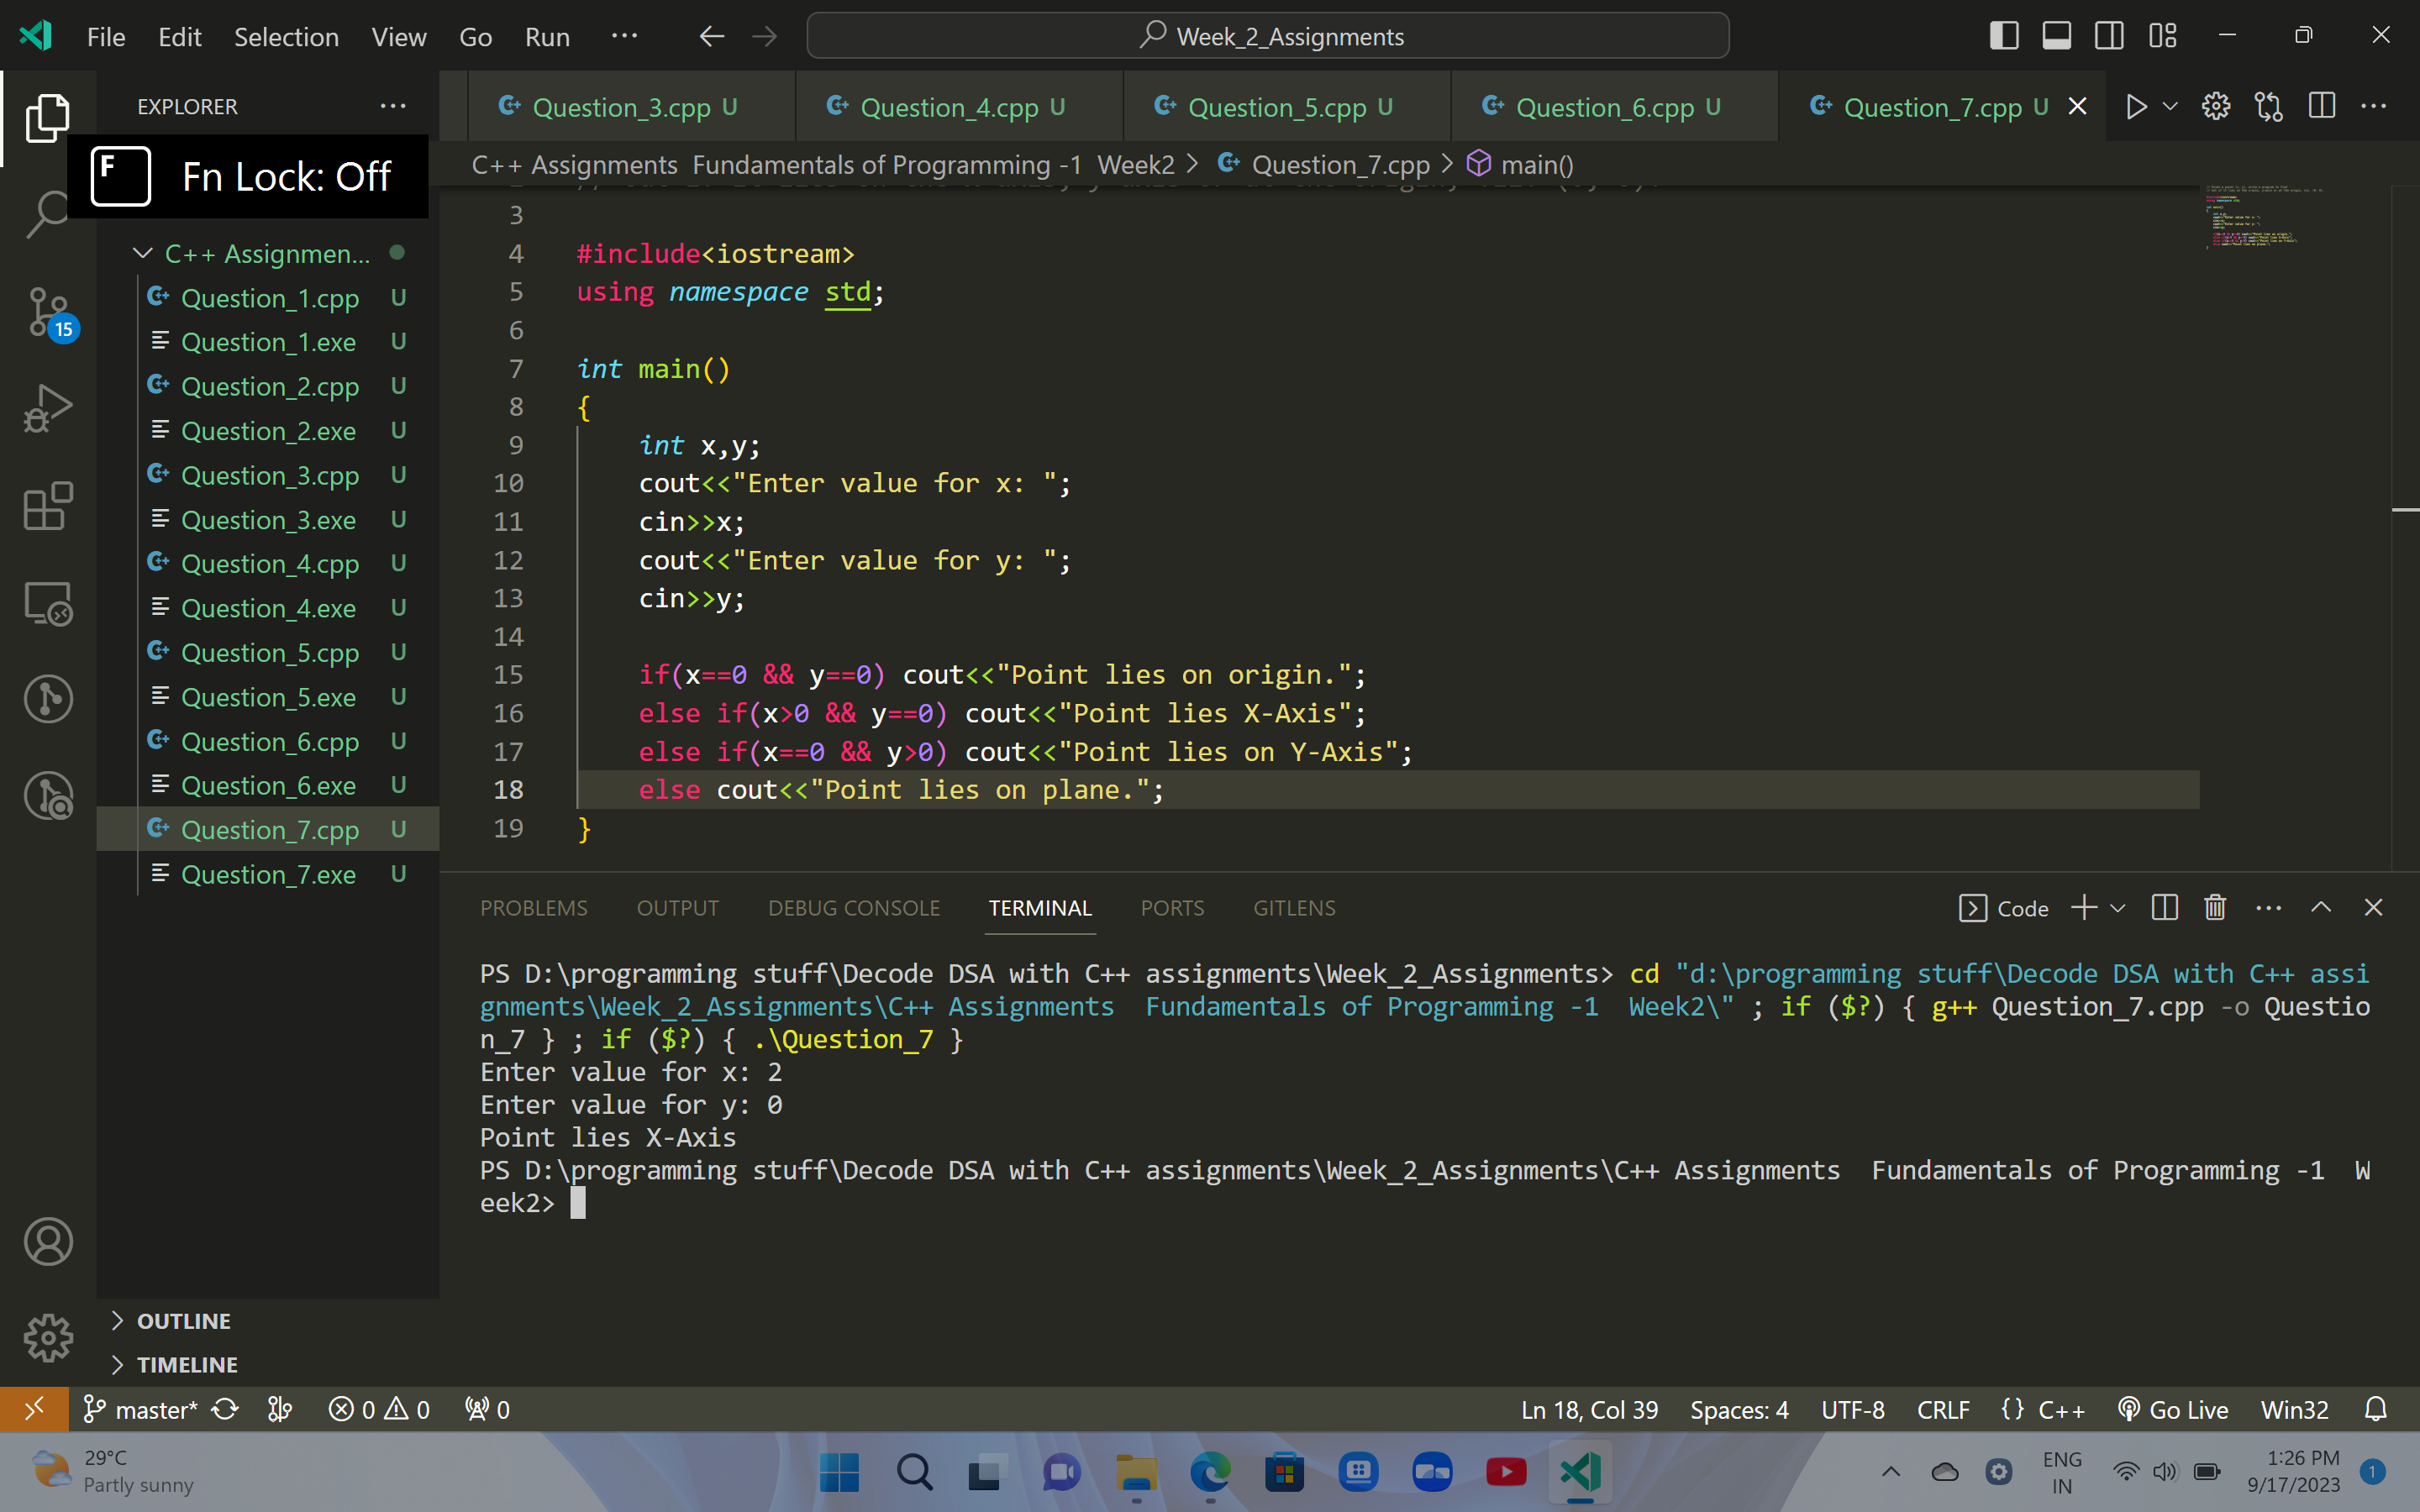 File Edit Selection View Go Run ··· Week_2_Assignments
EXPLORER ···
Question_3.cpp U Question_4.cpp U Question_5.cpp U Question_6.cpp U Question_7.cpp U
F Fn Lock: Off
C++ Assignments  Fundamentals of Programming -1  Week2 > Question_7.cpp > main()
C++ Assignmen...
Question_1.cpp U
Question_1.exe U
Question_2.cpp U
Question_2.exe U
Question_3.cpp U
Question_3.exe U
Question_4.cpp U
Question_4.exe U
Question_5.cpp U
Question_5.exe U
Question_6.cpp U
Question_6.exe U
Question_7.cpp U
Question_7.exe U
15
OUTLINE
TIMELINE
3
4 #include<iostream>
5 using namespace std;
6
7 int main()
8 {
9     int x,y;
10     cout<<"Enter value for x: ";
11     cin>>x;
12     cout<<"Enter value for y: ";
13     cin>>y;
14
15     if(x==0 && y==0) cout<<"Point lies on origin.";
16     else if(x>0 && y==0) cout<<"Point lies X-Axis";
17     else if(x==0 && y>0) cout<<"Point lies on Y-Axis";
18     else cout<<"Point lies on plane.";
19 }
PROBLEMS OUTPUT DEBUG CONSOLE TERMINAL PORTS GITLENS Code
PS D:\programming stuff\Decode DSA with C++ assignments\Week_2_Assignments> cd "d:\programming stuff\Decode DSA with C++ assi
gnments\Week_2_Assignments\C++ Assignments  Fundamentals of Programming -1  Week2\" ; if ($?) { g++ Question_7.cpp -o Questio
n_7 } ; if ($?) { .\Question_7 }
Enter value for x: 2
Enter value for y: 0
Point lies X-Axis
PS D:\programming stuff\Decode DSA with C++ assignments\Week_2_Assignments\C++ Assignments  Fundamentals of Programming -1  W
eek2>
master* 0 0 0 Ln 18, Col 39 Spaces: 4 UTF-8 CRLF {} C++ Go Live Win32
29°C
Partly sunny
ENG
IN
1:26 PM
9/17/2023
1